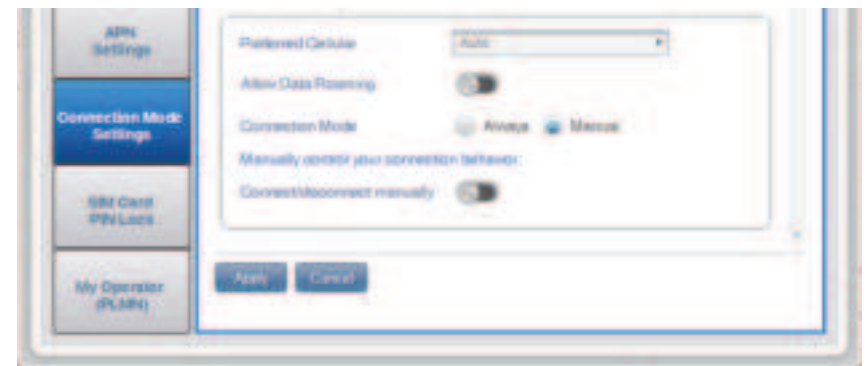 APN
Settings
Connection Mode
Settings
SIM Card
PIN Lock
My Operator
(PLMN)
Preferred Cellular
Auto
Allow Data Roaming
Connection Mode
Always
Manual
Manually control your connection behavior:
Connect/disconnect manually
Apply
Cancel